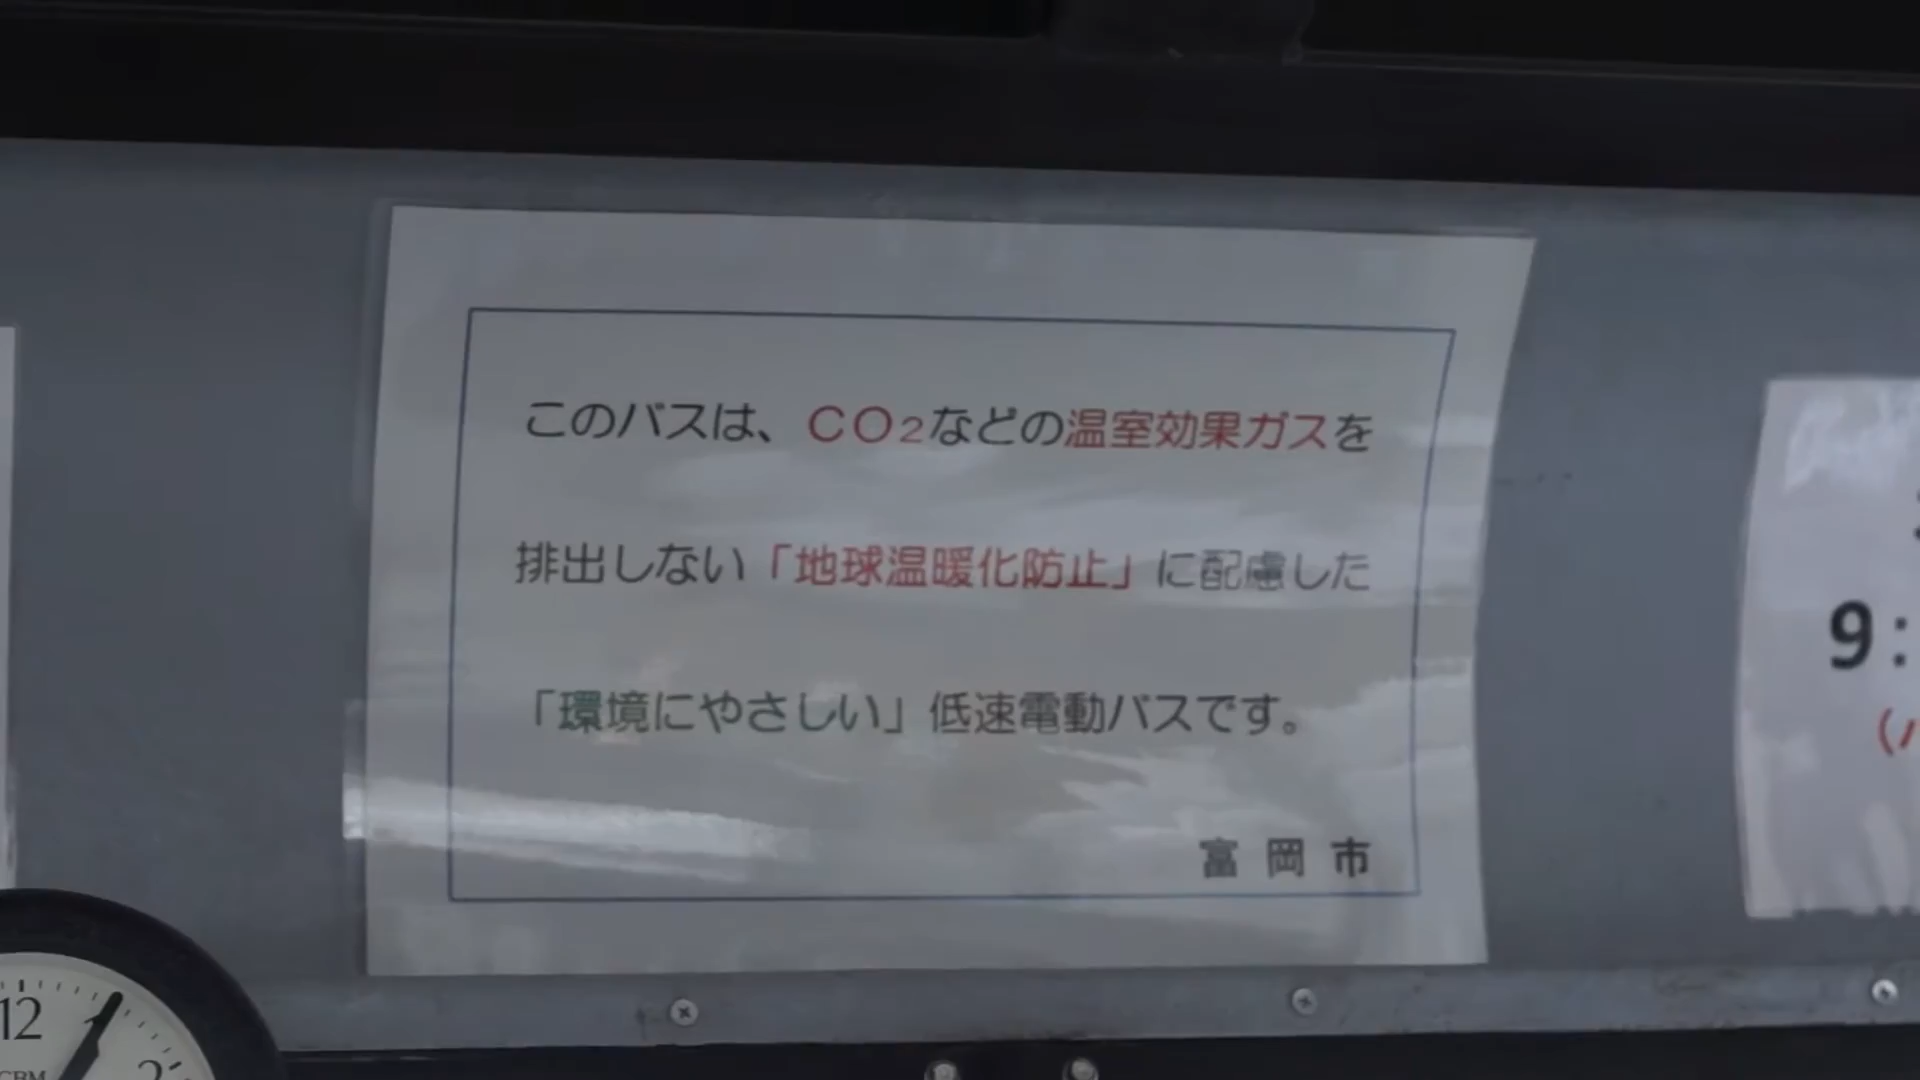 このバスは、CO2などの温室効果ガスを
排出しない「地球温暖化防止」に配慮した
「環境にやさしい」低速電動バスです。
富岡市
9:
12
2